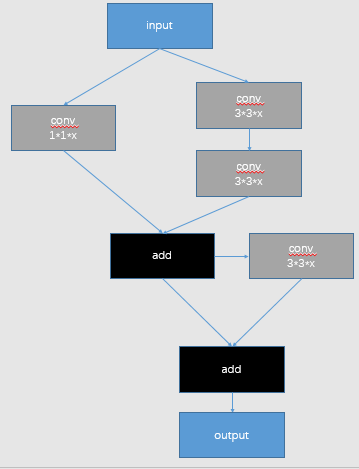 input
conv
3*3*x
conv
1*1*x
conv
3*3*x
add
conv
3*3*x
add
output